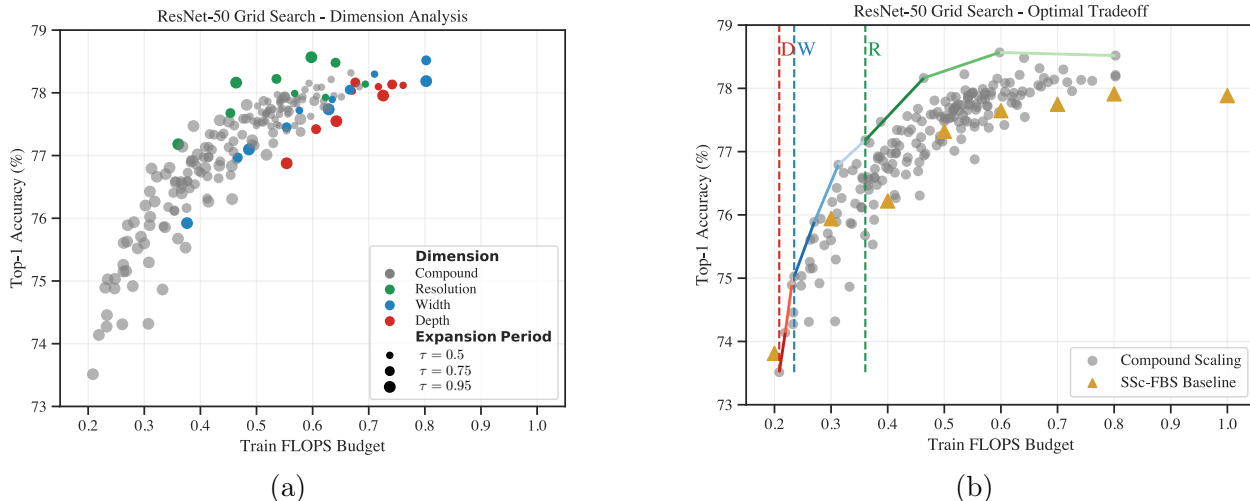 ResNet-50 Grid Search - Dimension Analysis
79
78
77
76
75
74
73
Top-1 Accuracy (%)
0.2 0.3 0.4 0.5 0.6 0.7 0.8 0.9 1.0
Train FLOPS Budget
Dimension
Compound
Resolution
Width
Depth
Expansion Period
τ = 0.5
τ = 0.75
τ = 0.95
(a)
ResNet-50 Grid Search - Optimal Tradeoff
79
78
77
76
75
74
73
Top-1 Accuracy (%)
D W R
0.2 0.3 0.4 0.5 0.6 0.7 0.8 0.9 1.0
Train FLOPS Budget
Compound Scaling
SSc-FBS Baseline
(b)